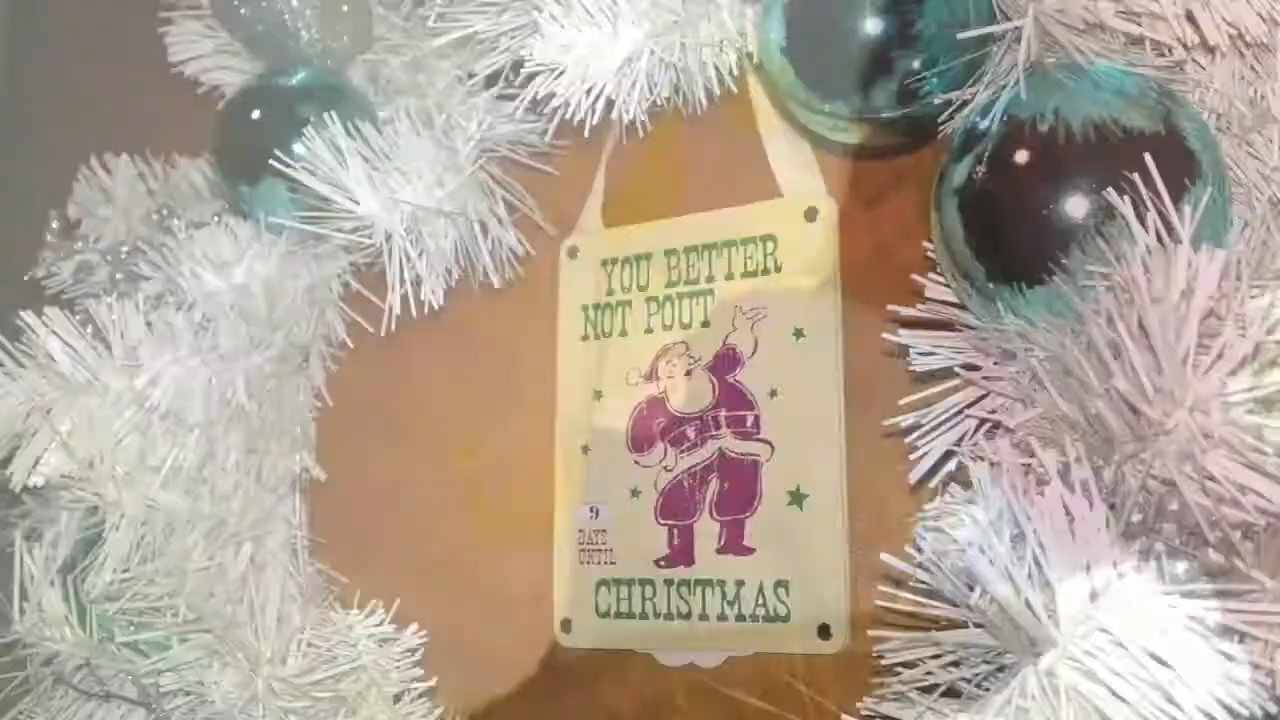 YOU BETTER
NOT POUT
9
DAYS
UNTIL
CHRISTMAS